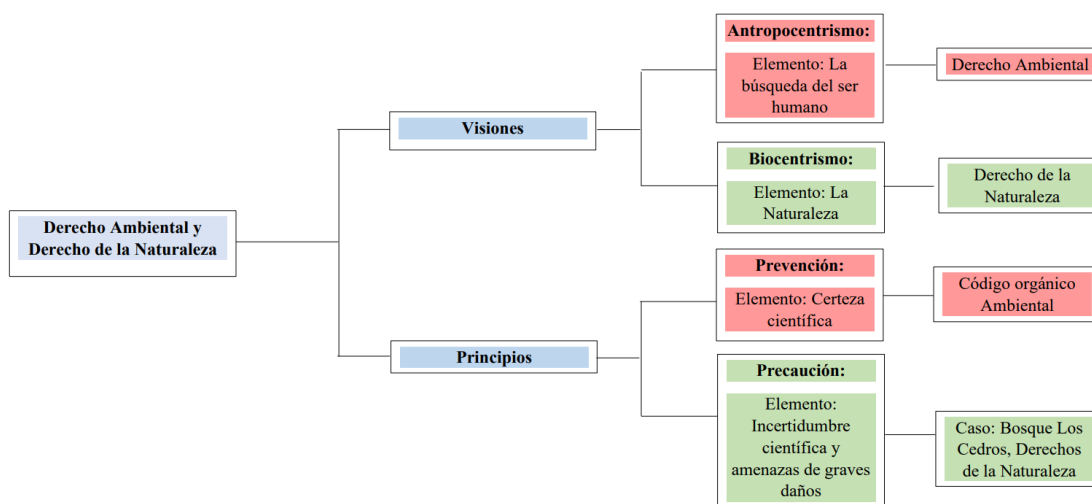 Derecho Ambiental y
Derecho de la Naturaleza
Visiones
Antropocentrismo:
Elemento: La
búsqueda del ser
humano
Derecho Ambiental
Biocentrismo:
Elemento: La
Naturaleza
Derecho de la
Naturaleza
Principios
Prevención:
Elemento: Certeza
científica
Código orgánico
Ambiental
Precaución:
Elemento:
Incertidumbre
científica y
amenazas de graves
daños
Caso: Bosque Los
Cedros, Derechos
de la Naturaleza